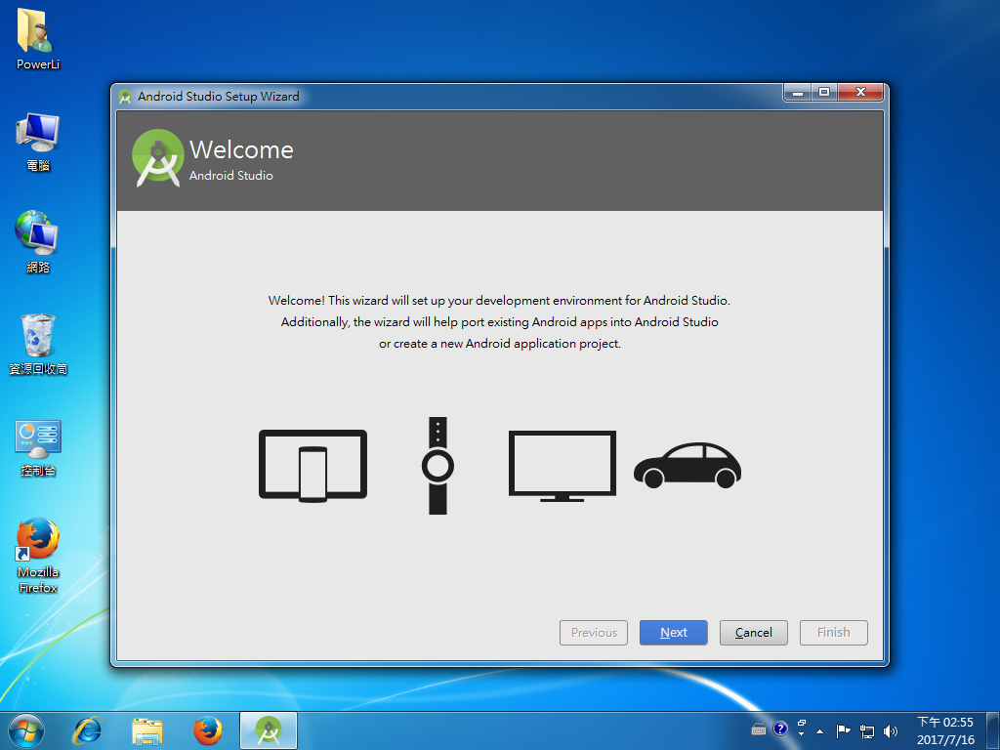 PowerLi
電腦
網路
資源回收筒
控制台
Mozilla
Firefox
Android Studio Setup Wizard
Welcome
Android Studio
Welcome! This wizard will set up your development environment for Android Studio.
Additionally, the wizard will help port existing Android apps into Android Studio
or create a new Android application project.
Previous
Next
Cancel
Finish
下午 02:55
2017/7/16